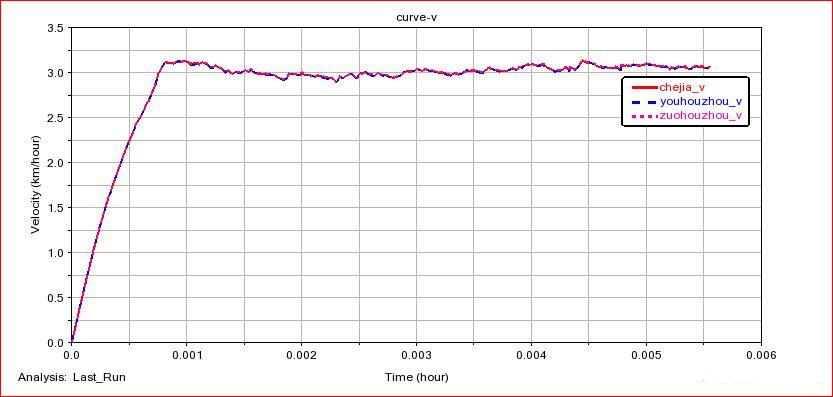 curve-v
3.5
3.0
2.5
2.0
1.5
1.0
0.5
0.0
Velocity (km/hour)
chejia_v
youhouzhou_v
zuohouzhou_v
0.0 0.001 0.002 0.003 0.004 0.005 0.006
Analysis: Last_Run Time (hour)